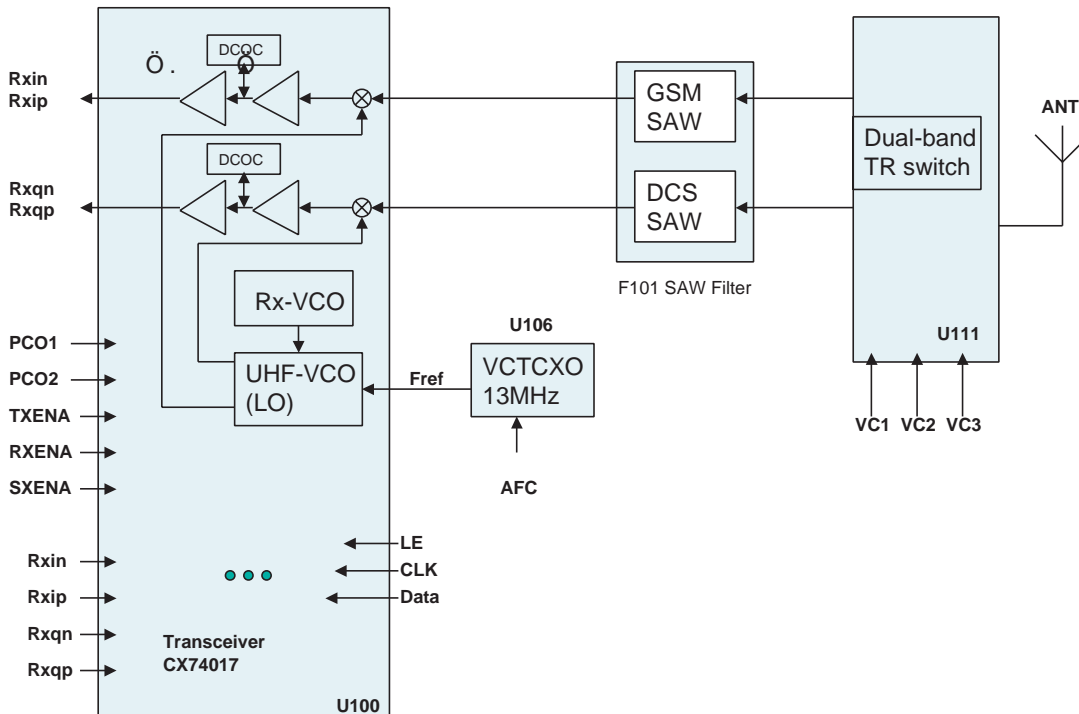 DCOC
Ö . Ö
Rxin
Rxip
GSM
SAW
ANT
Dual-band
TR switch
DCOC
Rxqn
Rxqp
DCS
SAW
F101 SAW Filter
Rx-VCO
U106
U111
PCO1
PCO2
TXENA
RXENA
SXENA
UHF-VCO
(LO)
Fref
VCTCXO
13MHz
VC1 VC2 VC3
AFC
LE
CLK
Data
Rxin
Rxip
Rxqn
Rxqp
Transceiver
CX74017
U100